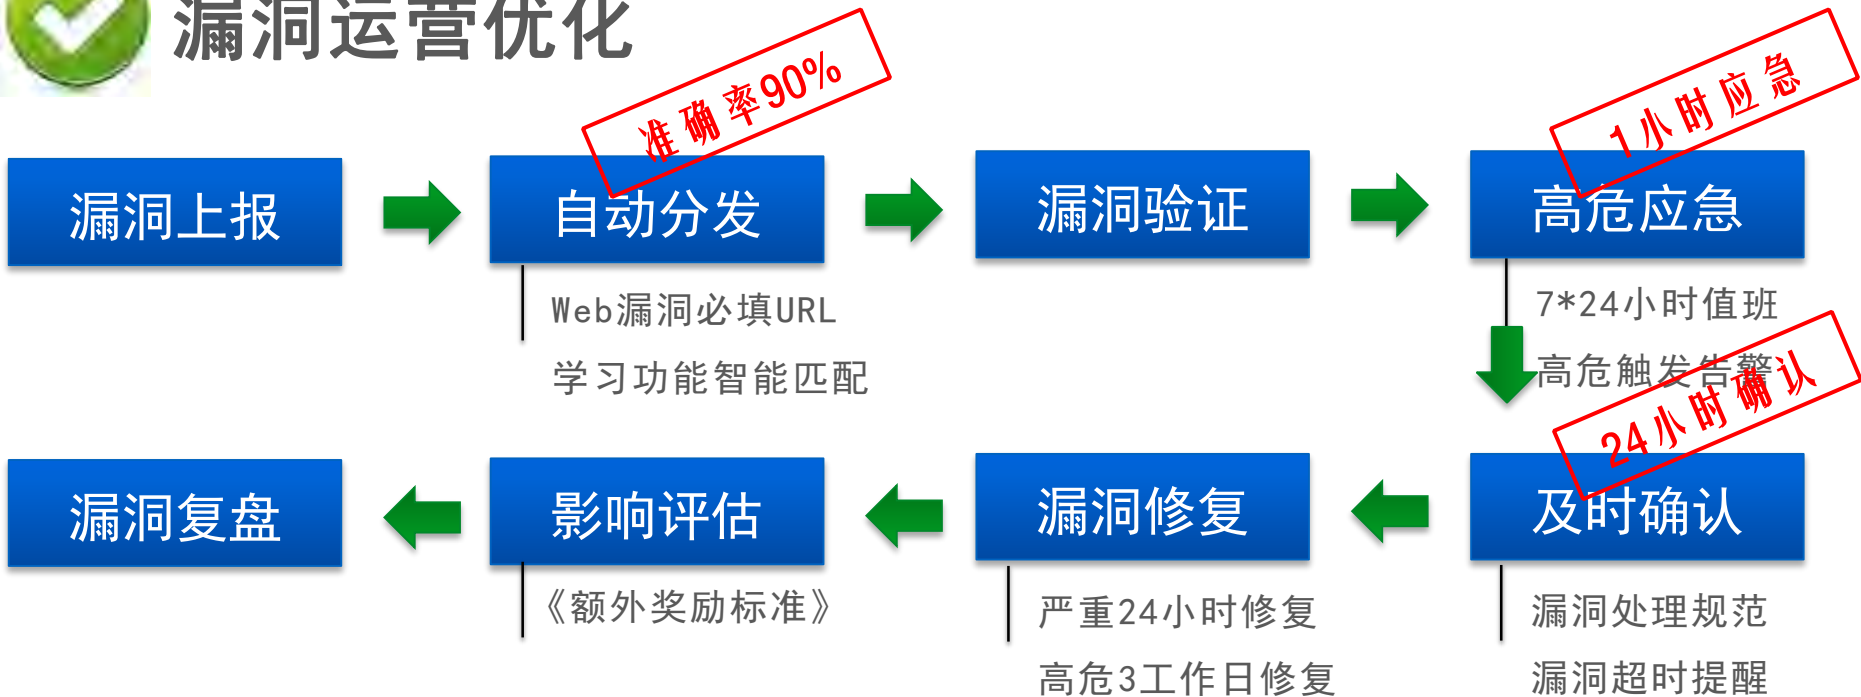 漏洞运营优化
准确率90%
1小时应急
漏洞上报
自动分发
漏洞验证
高危应急
Web漏洞必填URL
学习功能智能匹配
7*24小时值班
高危触发告警
24小时确认
漏洞复盘
影响评估
漏洞修复
及时确认
《额外奖励标准》
严重24小时修复
高危3工作日修复
漏洞处理规范
漏洞超时提醒